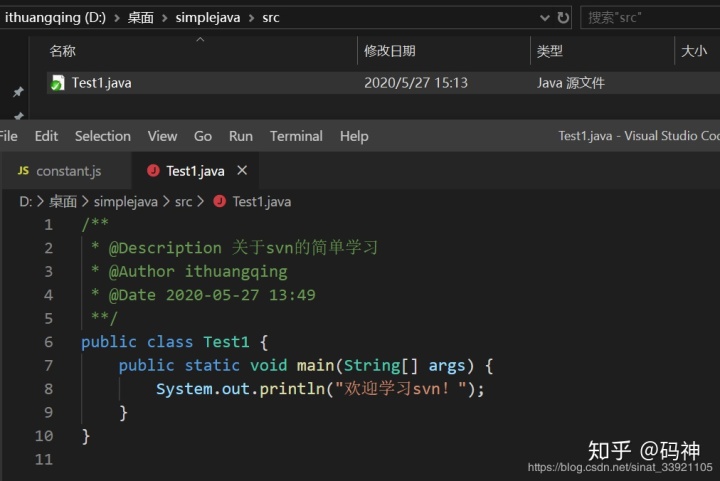 ithuangqing (D:) > 桌面 > simplejava > src
搜索"src"
名称 修改日期 类型 大小
Test1.java 2020/5/27 15:13 Java 源文件
File Edit Selection View Go Run Terminal Help Test1.java - Visual Studio Coc
JS constant.js J Test1.java ×
D: > 桌面 > simplejava > src > J Test1.java
1 /**
2 * @Description 关于svn的简单学习
3 * @Author ithuangqing
4 * @Date 2020-05-27 13:49
5 **/
6 public class Test1 {
7 public static void main(String[] args) {
8 System.out.println("欢迎学习svn! ");
9 }
10 }
11
知乎 @码神
https://blog.csdn.net/sinat_33921105